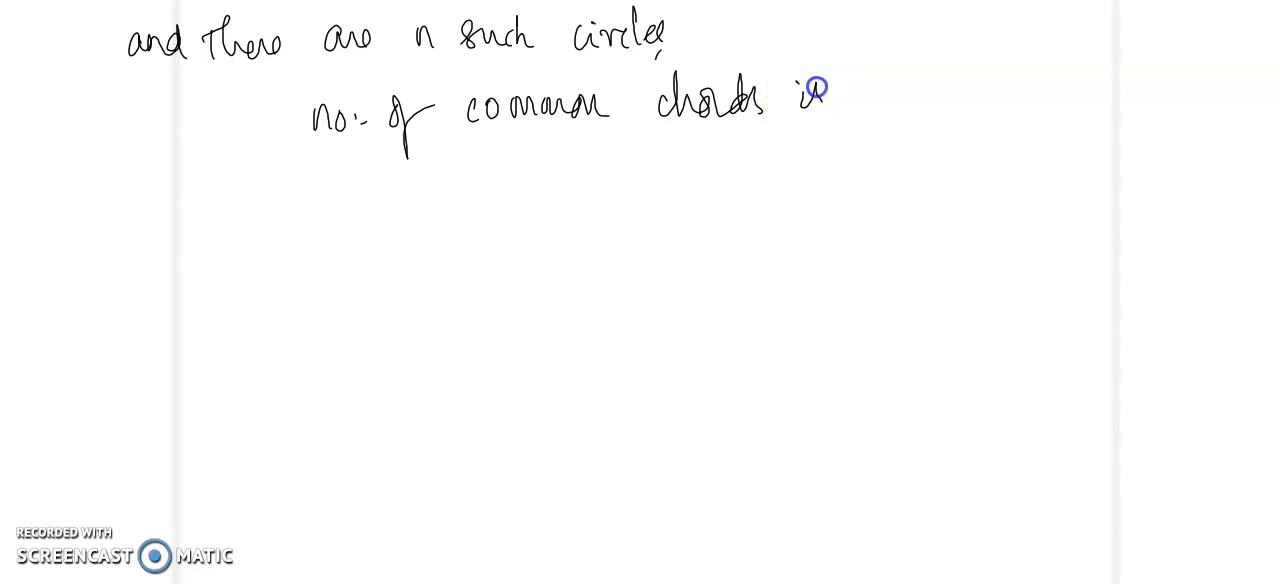 and there are n such circles,
no:- of common chords is
RECORDED WITH
SCREENCAST MATIC